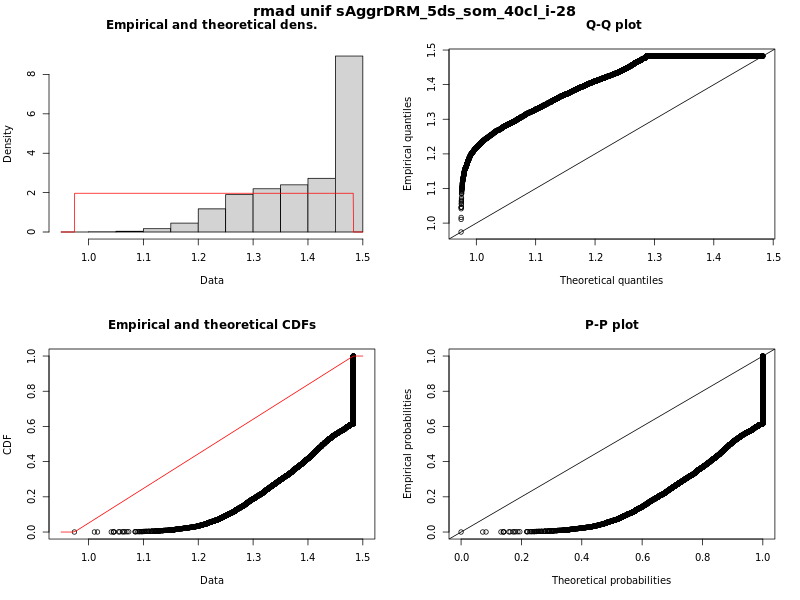 rmad unif sAggrDRM_5ds_som_40cl_i-28
Empirical and theoretical dens.
Density
0 2 4 6 8
1.0 1.1 1.2 1.3 1.4 1.5
Data
Q-Q plot
Empirical quantiles
1.0 1.1 1.2 1.3 1.4 1.5
1.0 1.1 1.2 1.3 1.4 1.5
Theoretical quantiles
Empirical and theoretical CDFs
CDF
0.0 0.2 0.4 0.6 0.8 1.0
1.0 1.1 1.2 1.3 1.4 1.5
Data
P-P plot
Empirical probabilities
0.0 0.2 0.4 0.6 0.8 1.0
0.0 0.2 0.4 0.6 0.8 1.0
Theoretical probabilities